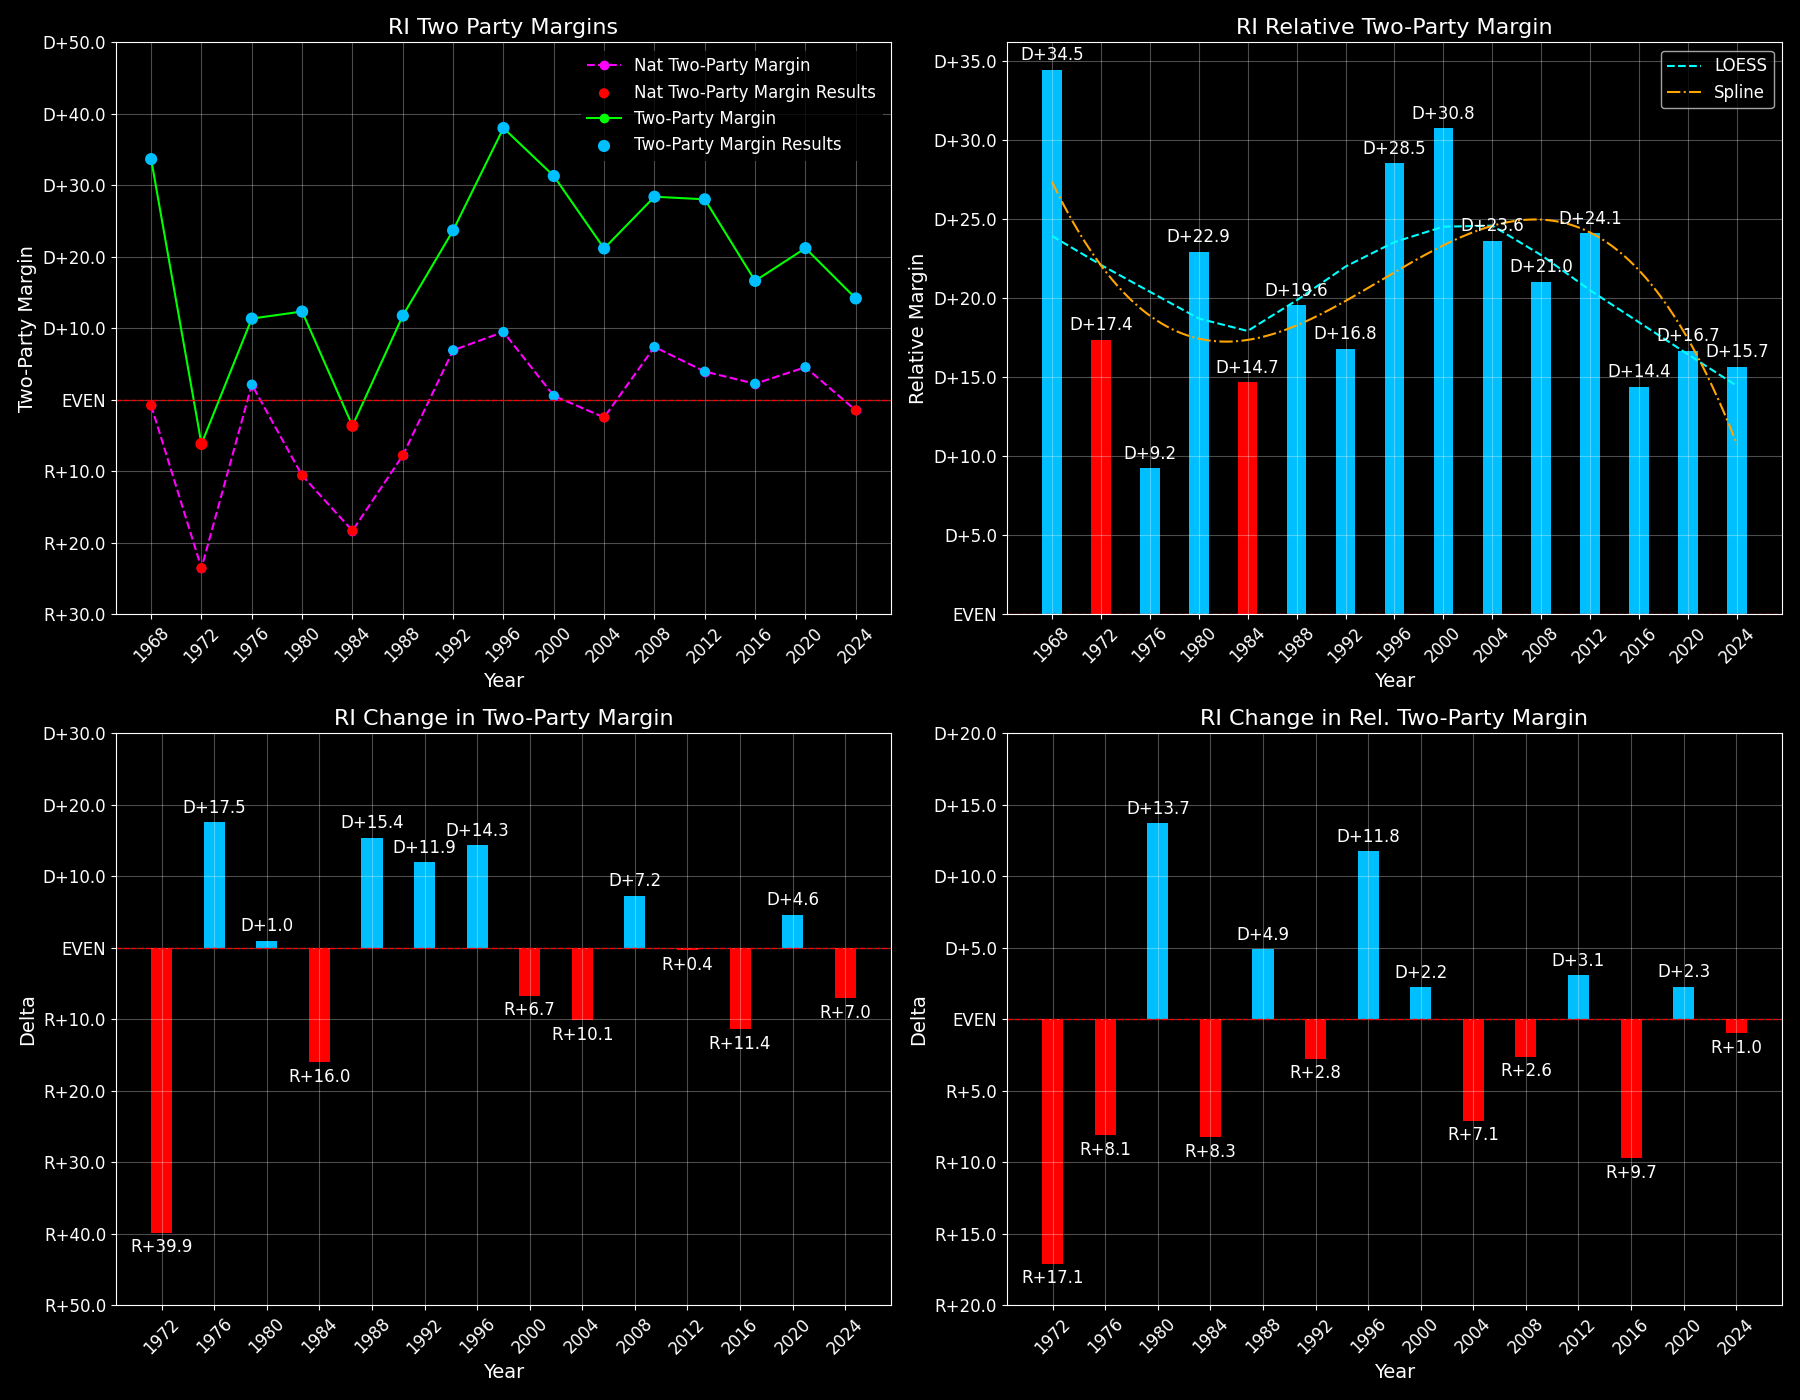 RI Two Party Margins
Two-Party Margin
D+50.0
D+40.0
D+30.0
D+20.0
D+10.0
EVEN
R+10.0
R+20.0
R+30.0
Nat Two-Party Margin
Nat Two-Party Margin Results
Two-Party Margin
Two-Party Margin Results
1968 1972 1976 1980 1984 1988 1992 1996 2000 2004 2008 2012 2016 2020 2024
Year
RI Relative Two-Party Margin
Relative Margin
D+35.0
D+30.0
D+25.0
D+20.0
D+15.0
D+10.0
D+5.0
EVEN
LOESS
Spline
D+34.5
D+17.4
D+9.2
D+22.9
D+14.7
D+19.6
D+16.8
D+28.5
D+30.8
D+23.6
D+21.0
D+24.1
D+14.4
D+16.7
D+15.7
1968 1972 1976 1980 1984 1988 1992 1996 2000 2004 2008 2012 2016 2020 2024
Year
RI Change in Two-Party Margin
Delta
D+30.0
D+20.0
D+10.0
EVEN
R+10.0
R+20.0
R+30.0
R+40.0
R+50.0
R+39.9
D+17.5
D+1.0
R+16.0
D+15.4
D+11.9
D+14.3
R+6.7
R+10.1
D+7.2
R+0.4
R+11.4
D+4.6
R+7.0
1972 1976 1980 1984 1988 1992 1996 2000 2004 2008 2012 2016 2020 2024
Year
RI Change in Rel. Two-Party Margin
Delta
D+20.0
D+15.0
D+10.0
D+5.0
EVEN
R+5.0
R+10.0
R+15.0
R+20.0
R+17.1
R+8.1
D+13.7
R+8.3
D+4.9
R+2.8
D+11.8
D+2.2
R+7.1
R+2.6
D+3.1
R+9.7
D+2.3
R+1.0
1972 1976 1980 1984 1988 1992 1996 2000 2004 2008 2012 2016 2020 2024
Year